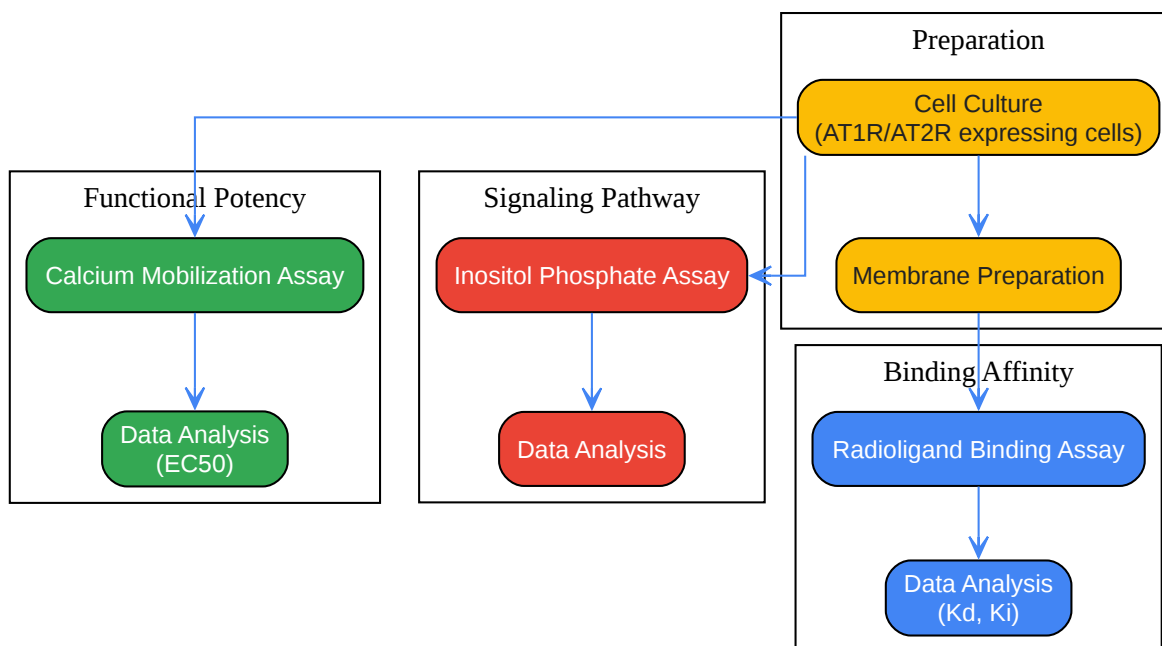 Preparation
Cell Culture
(AT1R/AT2R expressing cells)
Membrane Preparation
Functional Potency
Calcium Mobilization Assay
Data Analysis
(EC50)
Signaling Pathway
Inositol Phosphate Assay
Data Analysis
Binding Affinity
Radioligand Binding Assay
Data Analysis
(Kd, Ki)